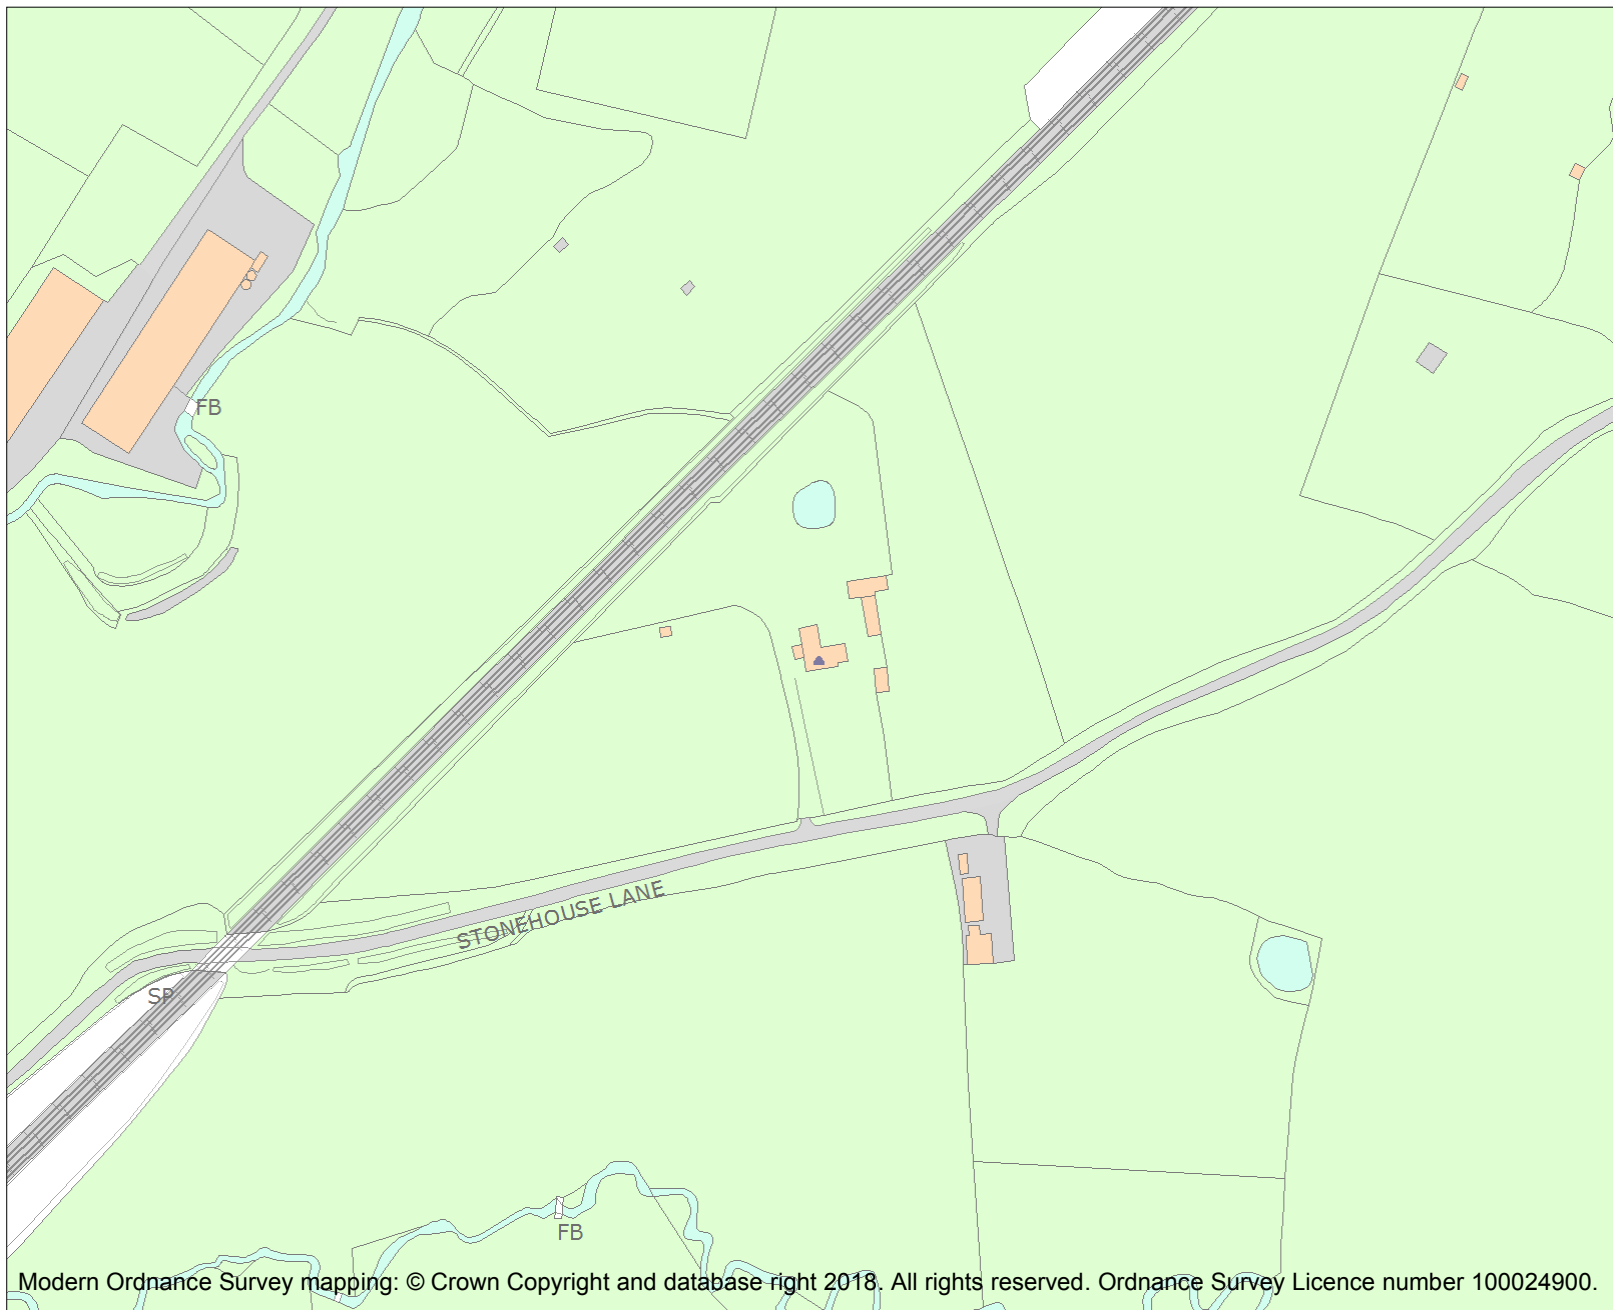 FB
STONEHOUSE LANE
SP
FB
Modern Ordnance Survey mapping: © Crown Copyright and database right 2018. All rights reserved. Ordnance Survey Licence number 100024900.